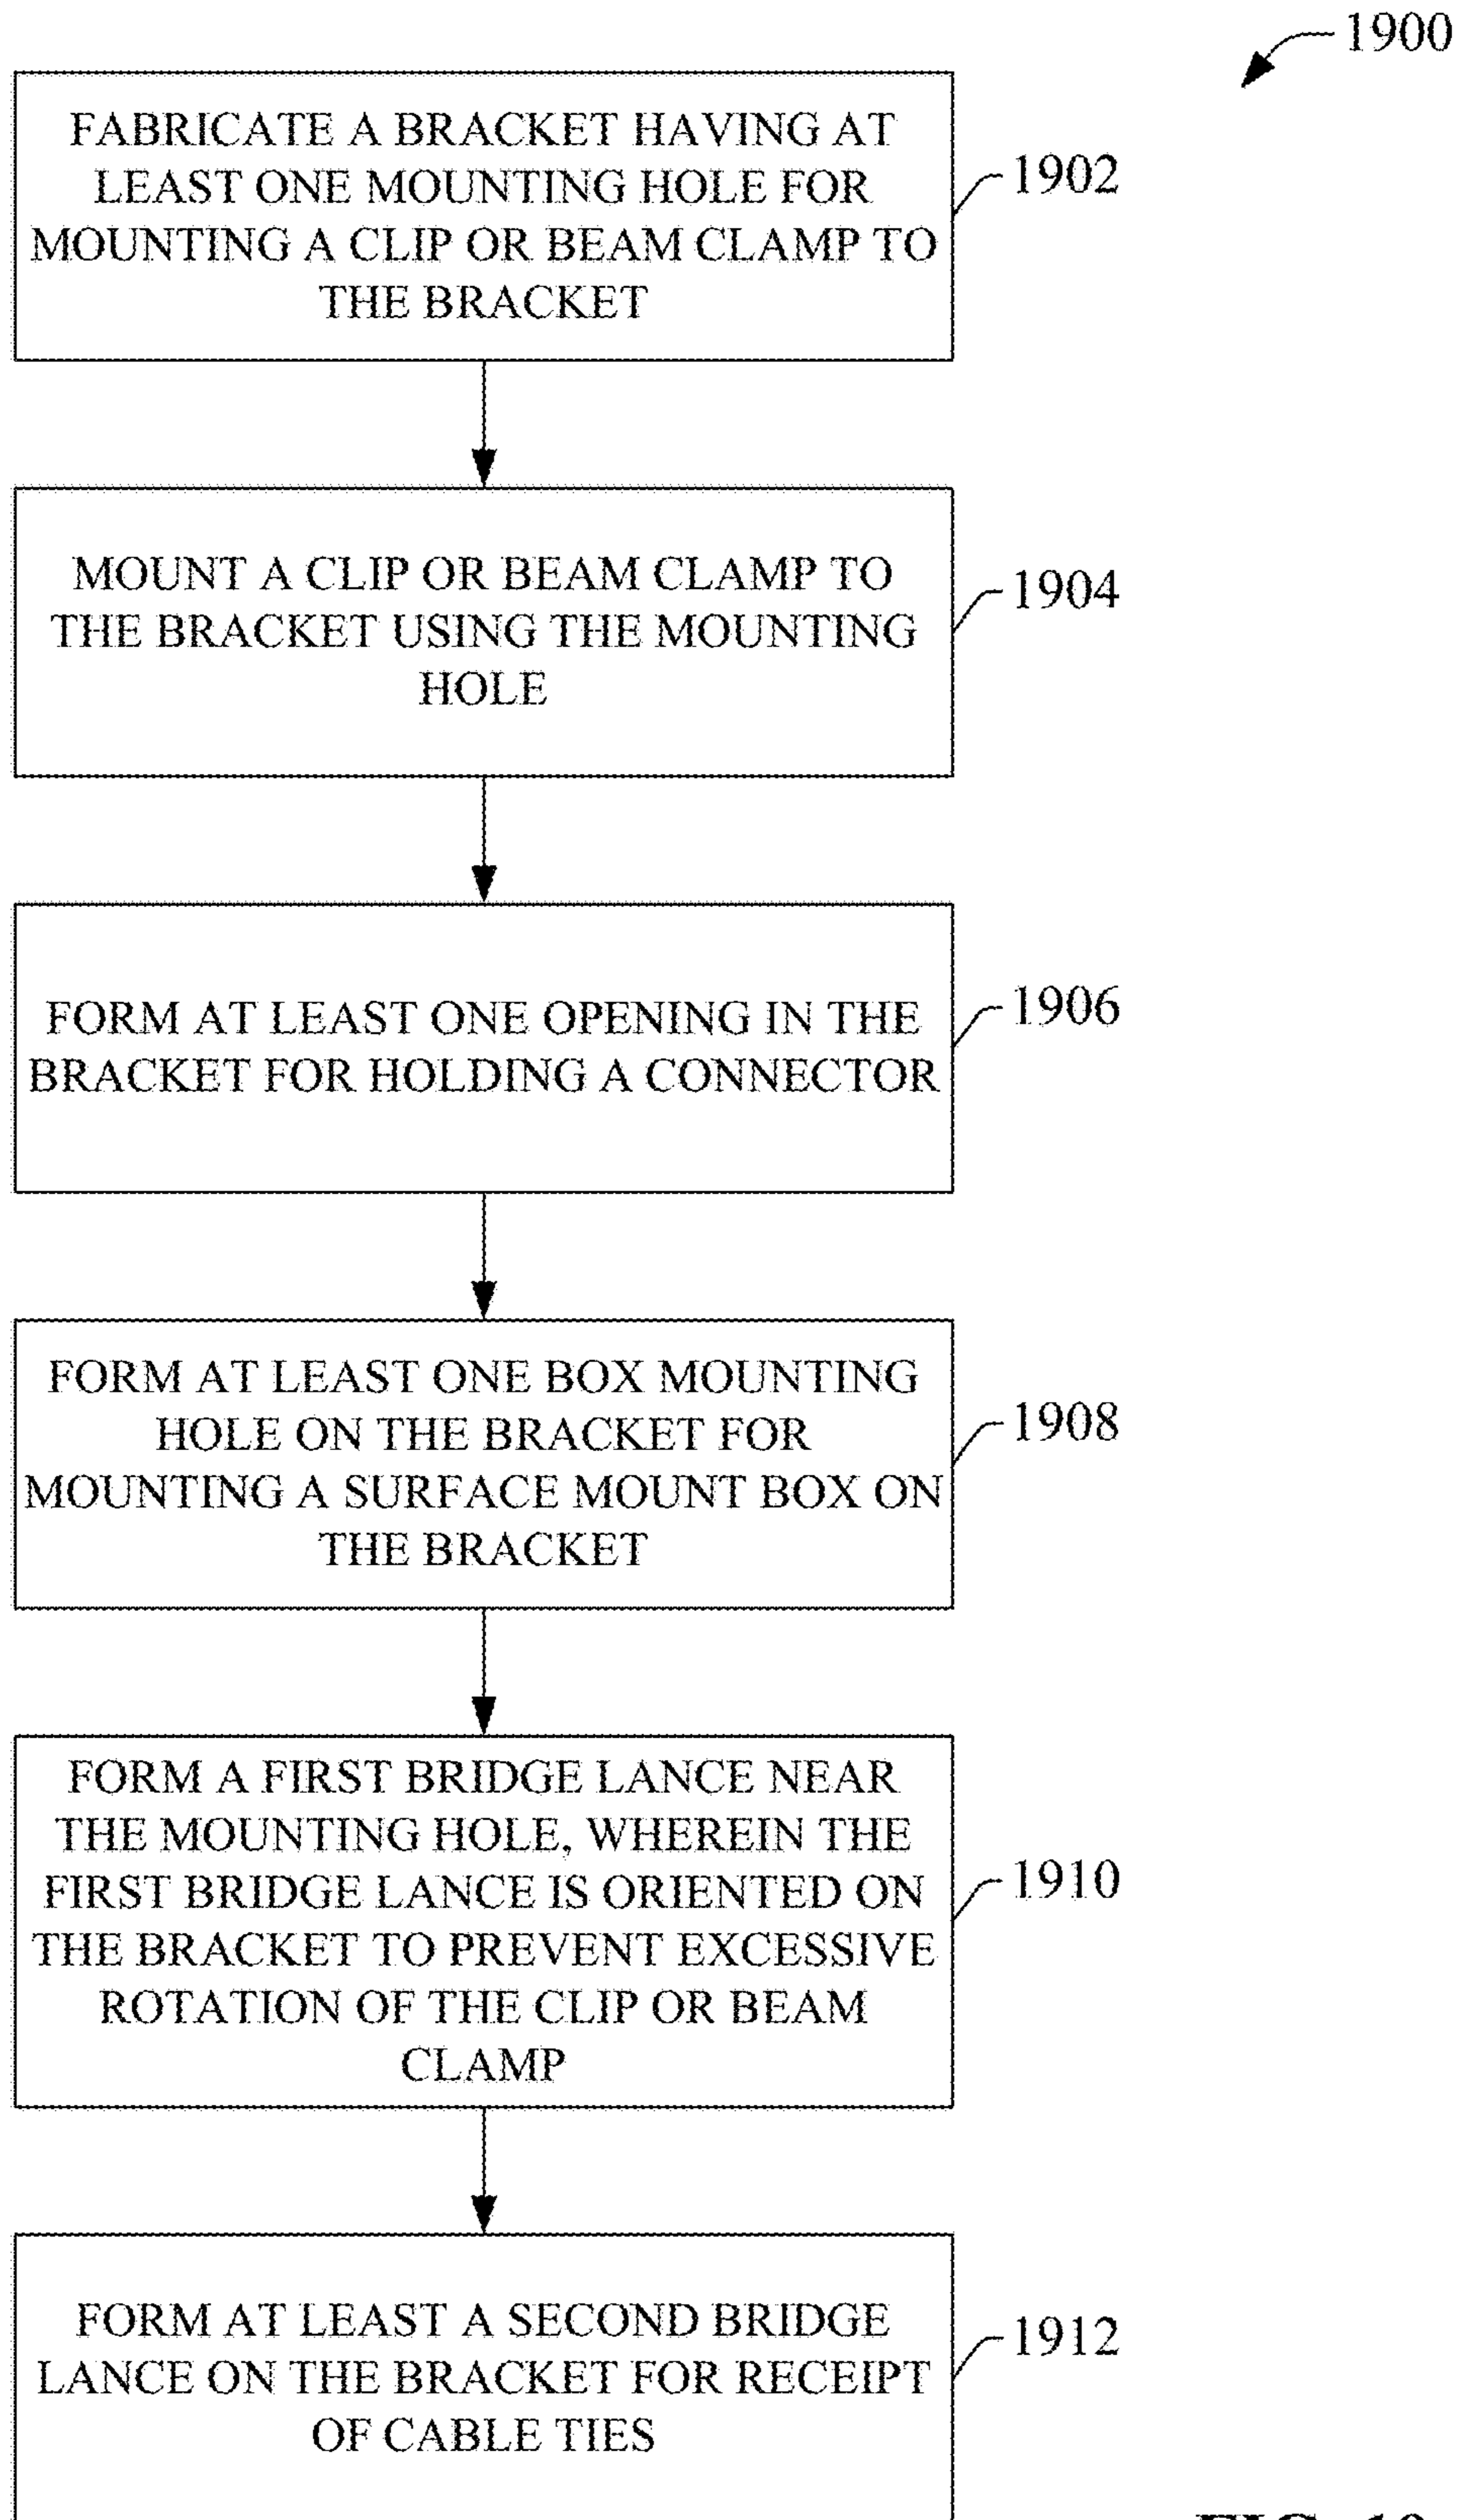 1900
FABRICATE A BRACKET HAVING AT
LEAST ONE MOUNTING HOLE FOR
MOUNTING A CLIP OR BEAM CLAMP TO
THE BRACKET
1902
MOUNT A CLIP OR BEAM CLAMP TO
THE BRACKET USING THE MOUNTING
HOLE
1904
FORM AT LEAST ONE OPENING IN THE
BRACKET FOR HOLDING A CONNECTOR
1906
FORM AT LEAST ONE BOX MOUNTING
HOLE ON THE BRACKET FOR
MOUNTING A SURFACE MOUNT BOX ON
THE BRACKET
1908
FORM A FIRST BRIDGE LANCE NEAR
THE MOUNTING HOLE, WHEREIN THE
FIRST BRIDGE LANCE IS ORIENTED ON
THE BRACKET TO PREVENT EXCESSIVE
ROTATION OF THE CLIP OR BEAM
CLAMP
1910
FORM AT LEAST A SECOND BRIDGE
LANCE ON THE BRACKET FOR RECEIPT
OF CABLE TIES
1912